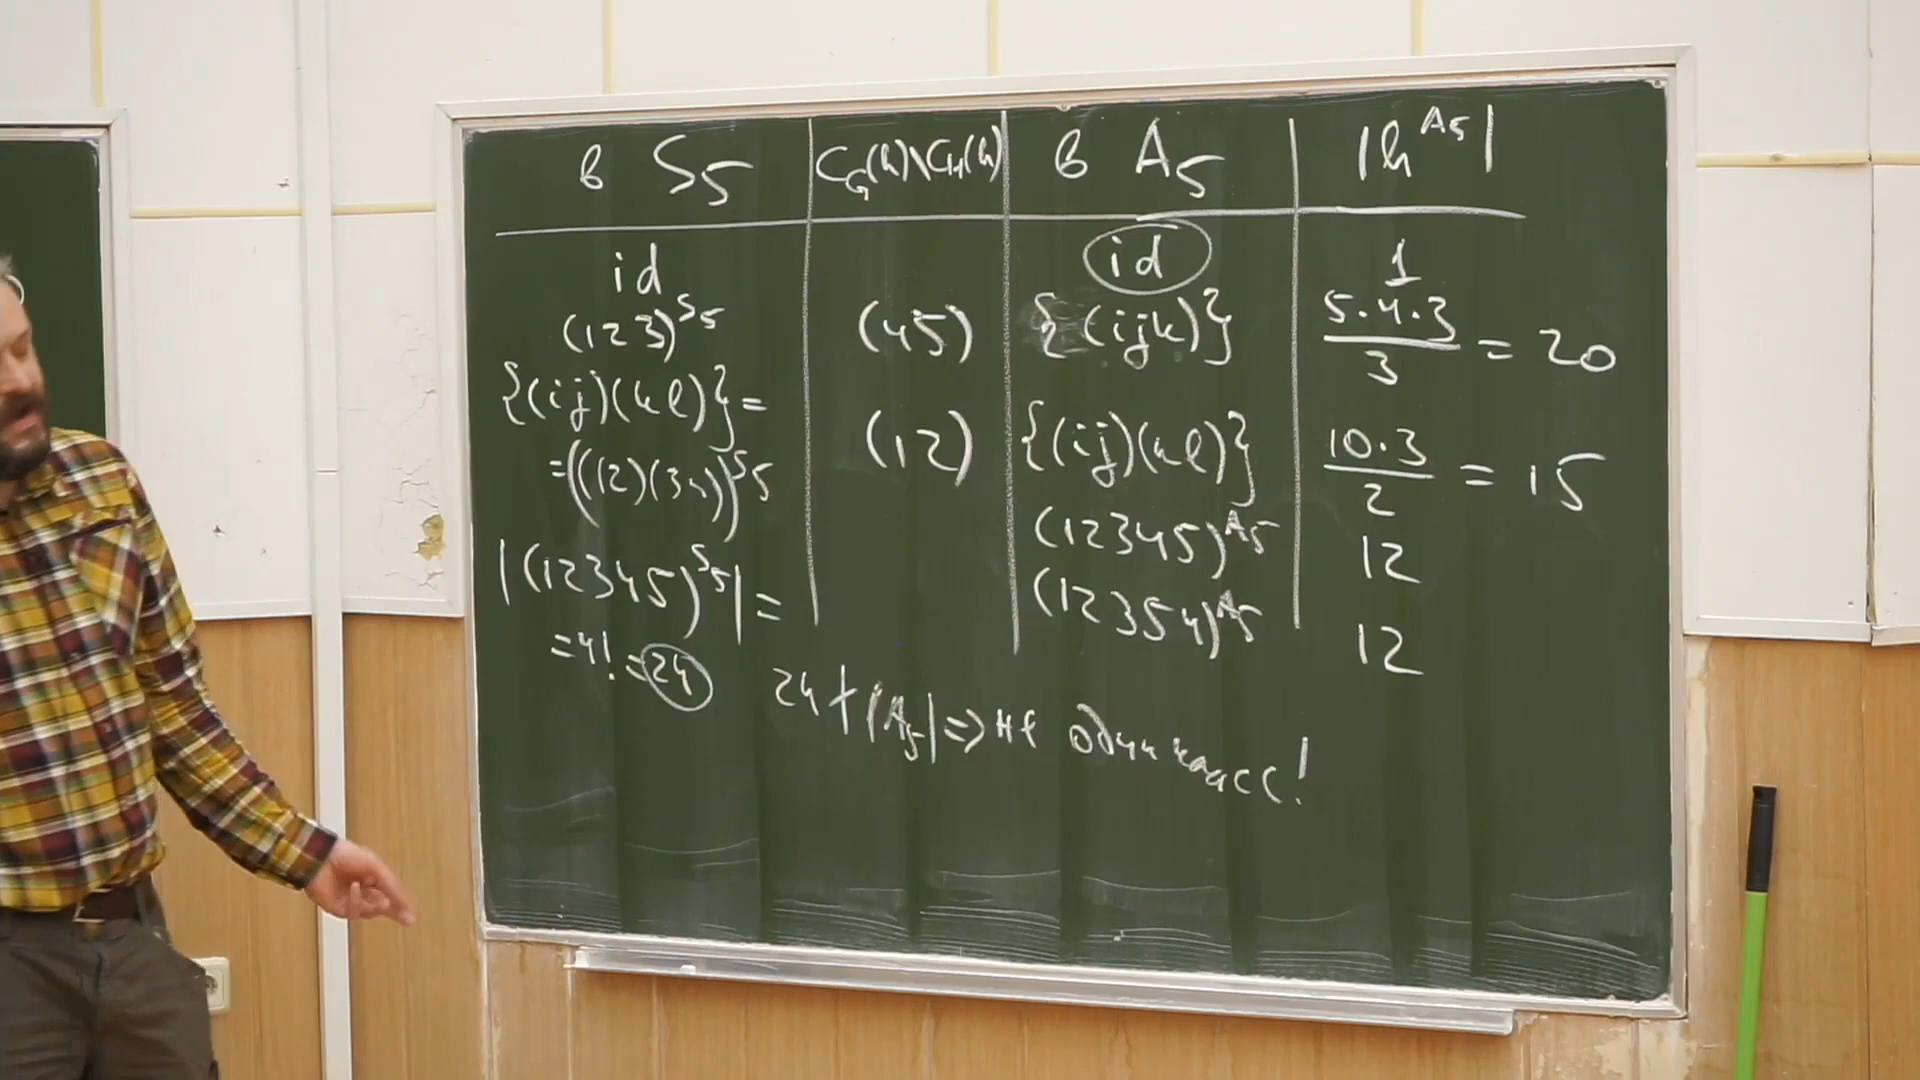 в S₅ | C_G(h)\C_H(h) | в A₅ | |h^{A₅}|
id | | id | 1
(123)^{S₅} | (45) | {(ijk)} | 5·4·3/3 = 20
{(ij)(kl)} = | (12) | {(ij)(kl)} | 10·3/2 = 15
= ((12)(34))^{S₅}
(12345)^{A₅} | 12
|(12345)^{S₅}| =
(12354)^{A₅} | 12
= 4! = 24
24 ∤ |A₅| ⇒ не один класс!